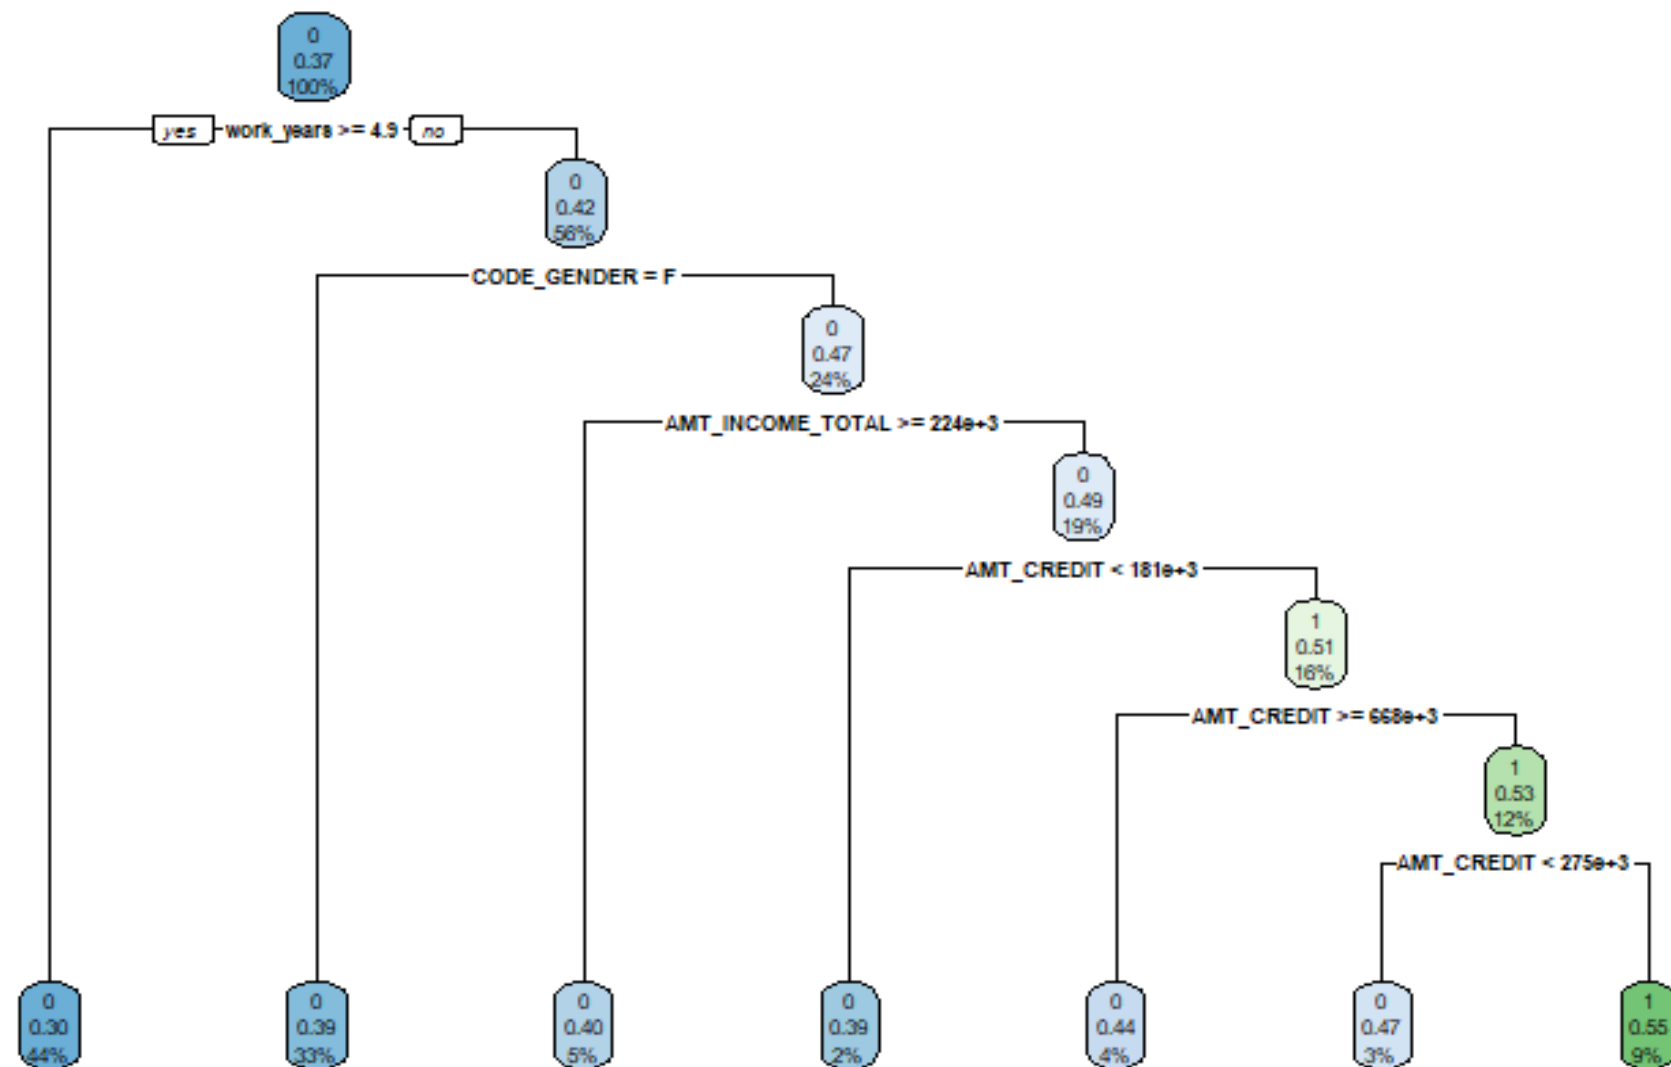 0
0.37
100%
yes work_years >= 4.9 no
0
0.42
56%
CODE_GENDER = F
0
0.47
24%
AMT_INCOME_TOTAL >= 224e+3
0
0.49
19%
AMT_CREDIT < 181e+3
1
0.51
16%
AMT_CREDIT >= 668e+3
1
0.53
12%
AMT_CREDIT < 275e+3
0 0 0 0 0 0 1
0.30 0.39 0.40 0.39 0.44 0.47 0.55
44% 33% 5% 2% 4% 3% 9%